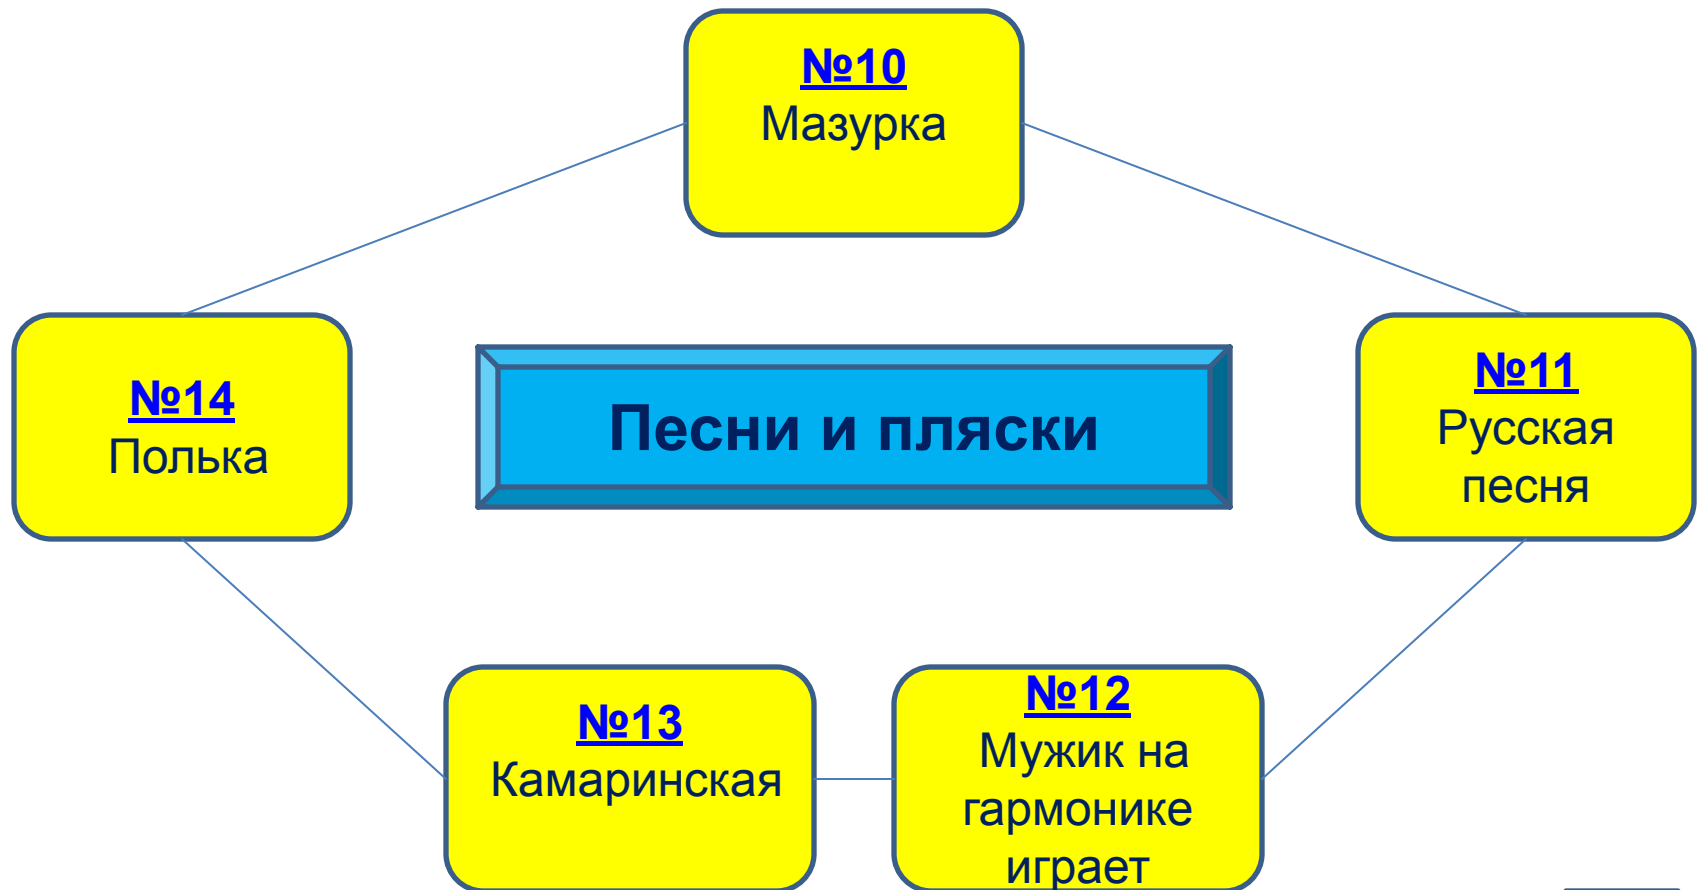 №10
Мазурка
№14
Полька
Песни и пляски
№11
Русская
песня
№13
Камаринская
№12
Мужик на
гармонике
играет